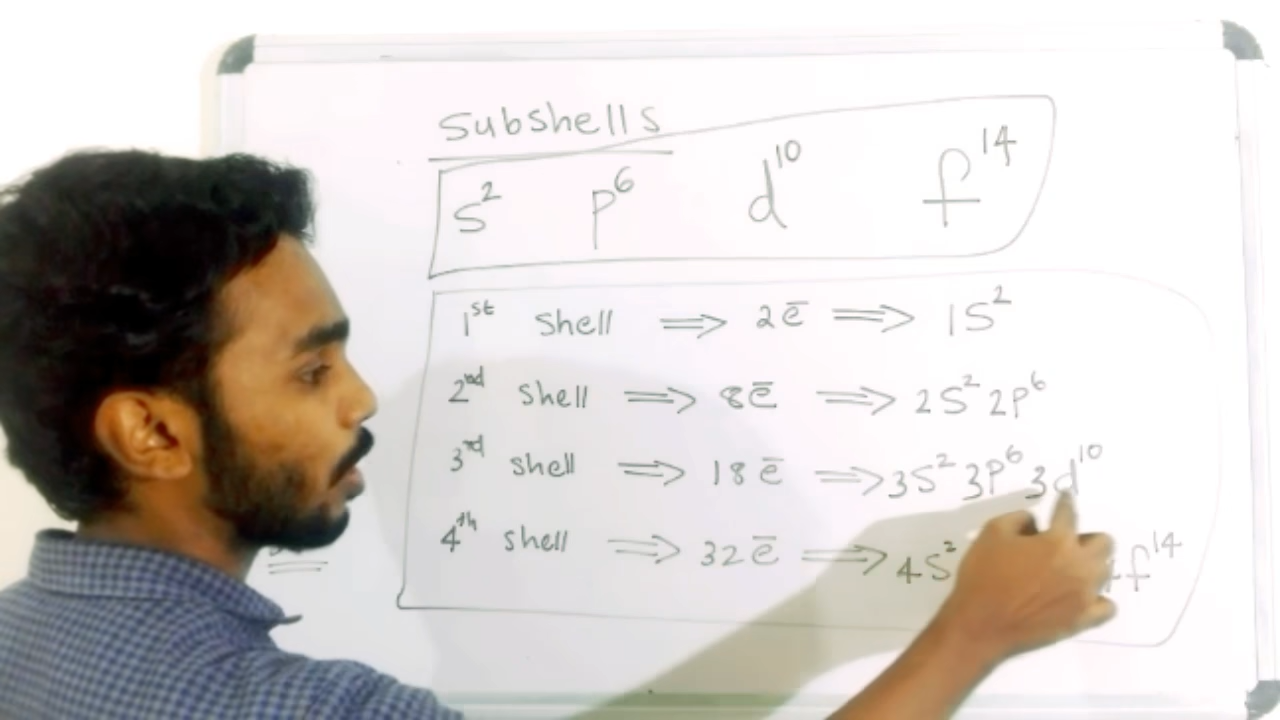 Subshells
s² p⁶ d¹⁰ f¹⁴
1st shell ⇒ 2ē ⇒ 1S²
2nd shell ⇒ 8ē ⇒ 2S² 2P⁶
3rd shell ⇒ 18ē ⇒ 3S² 3P⁶ 3d¹⁰
4th shell ⇒ 32ē ⇒ 4S² 4f¹⁴